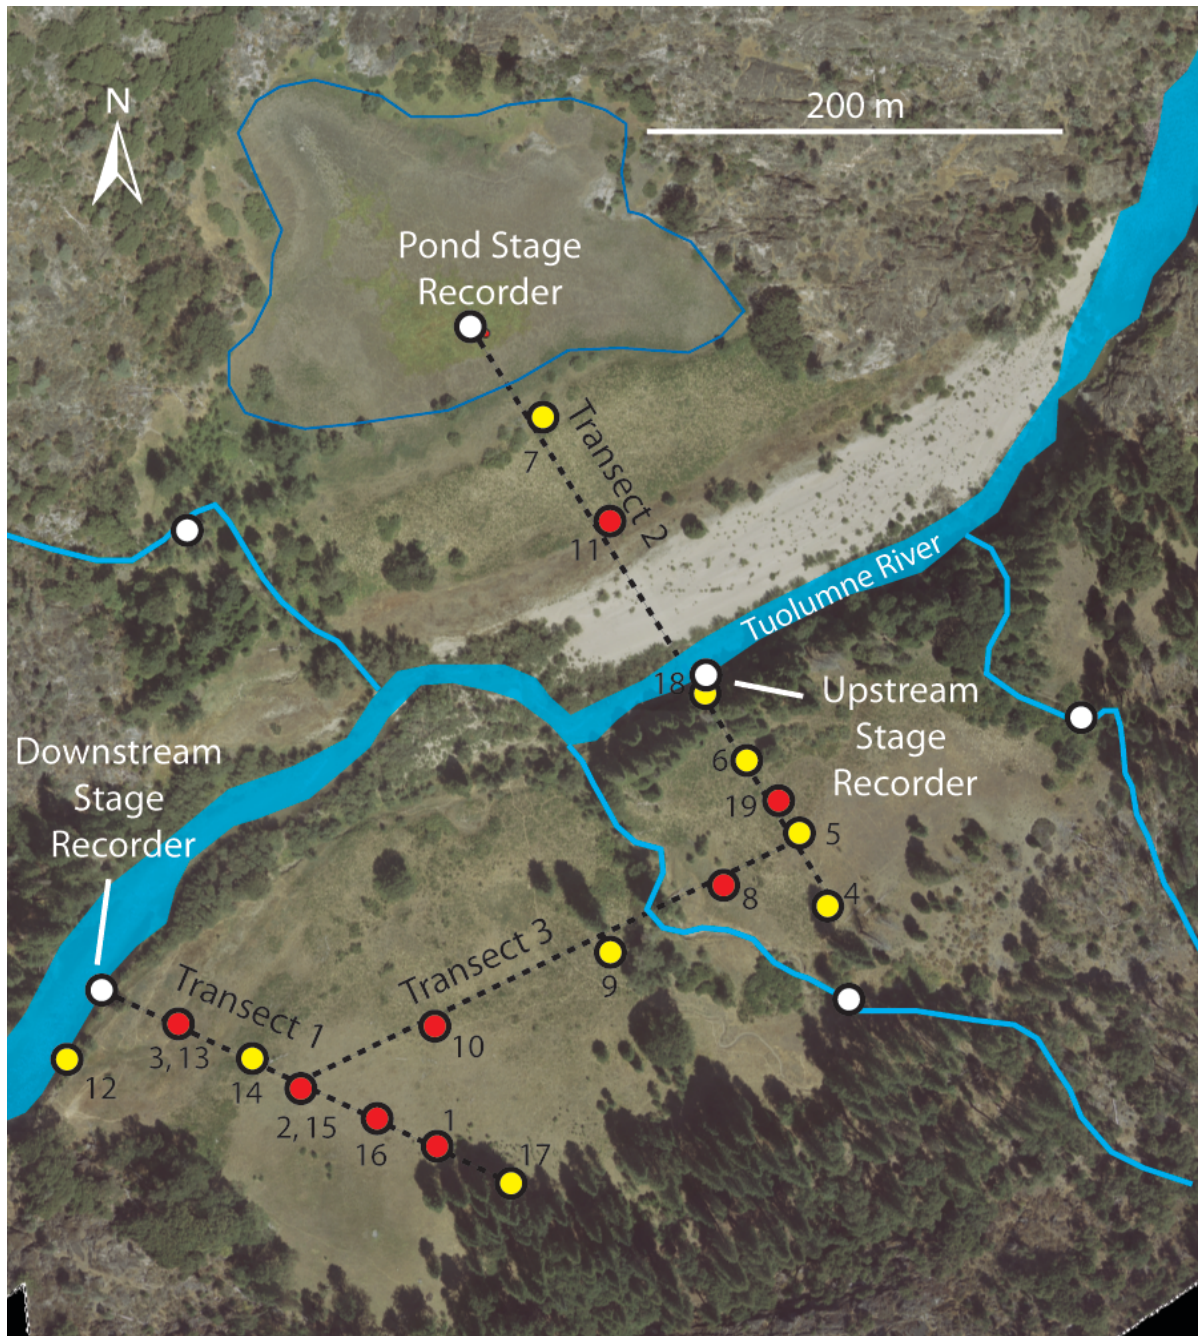 N
200 m
Pond Stage
Recorder
Transect 2
7
11
Tuolumne River
18
Upstream
Stage
Recorder
6
19
5
8
4
Downstream
Stage
Recorder
Transect 3
9
Transect 1
10
3, 13
14
12
2, 15
16
1
17